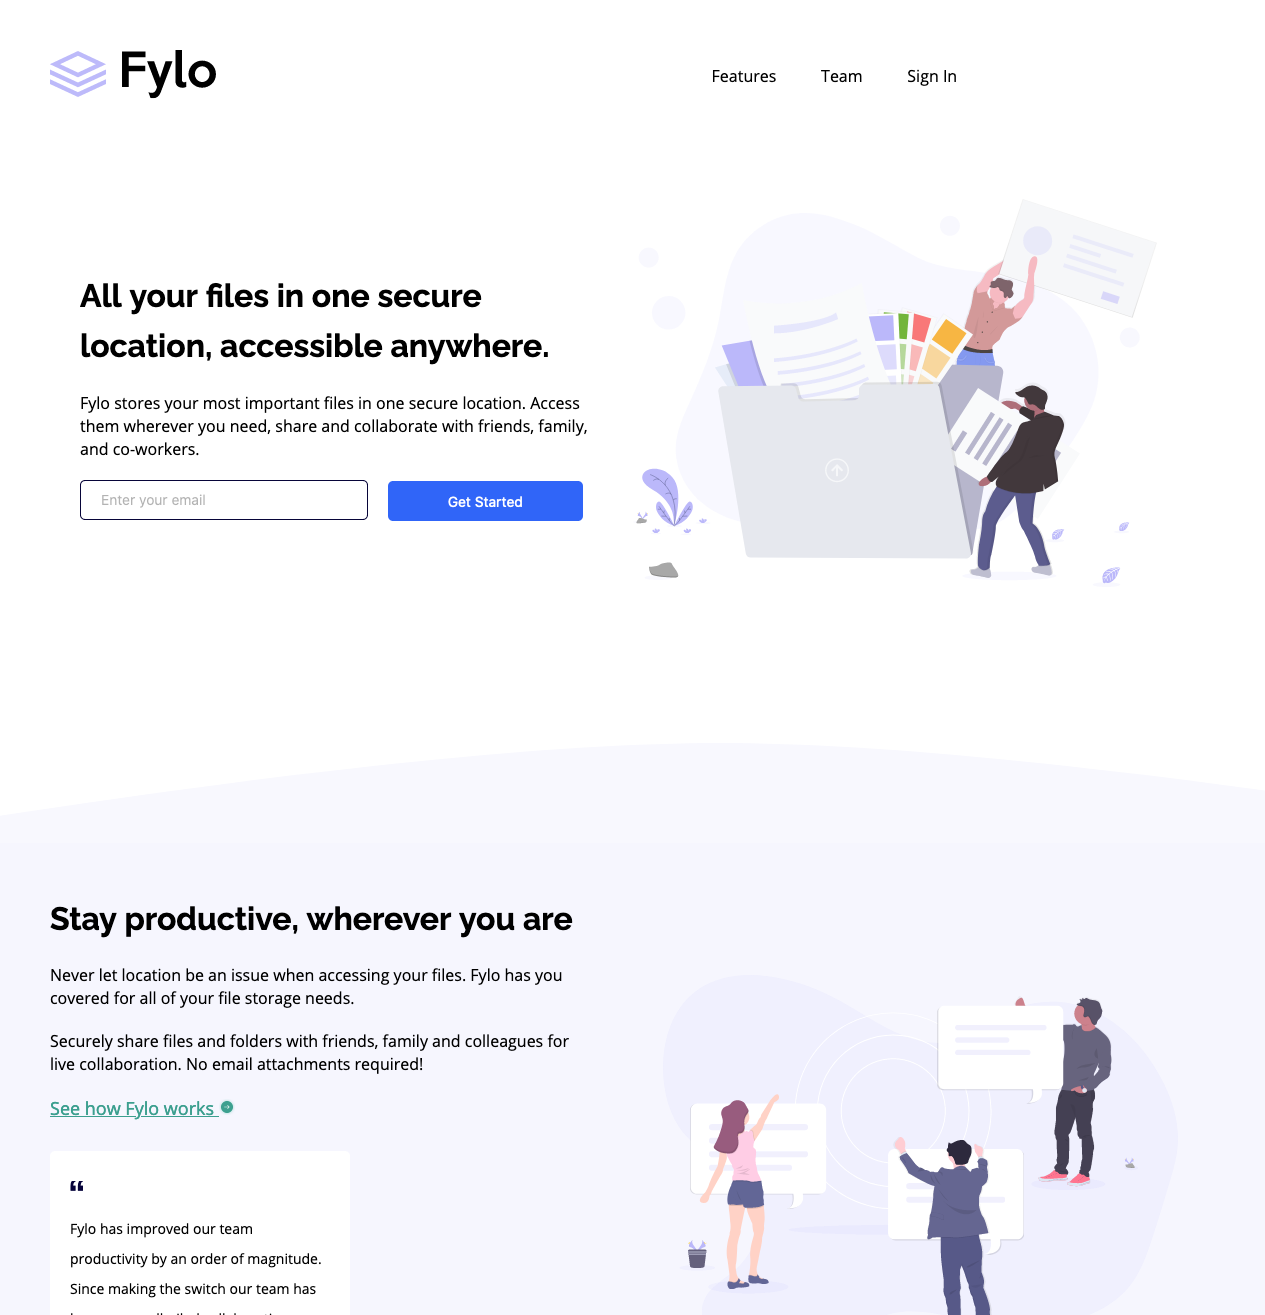 Fylo
Features Team Sign In
All your files in one secure
location, accessible anywhere.
Fylo stores your most important files in one secure location. Access
them wherever you need, share and collaborate with friends, family,
and co-workers.
Enter your email
Get Started
Stay productive, wherever you are
Never let location be an issue when accessing your files. Fylo has you
covered for all of your file storage needs.
Securely share files and folders with friends, family and colleagues for
live collaboration. No email attachments required!
See how Fylo works
“
Fylo has improved our team
productivity by an order of magnitude.
Since making the switch our team has